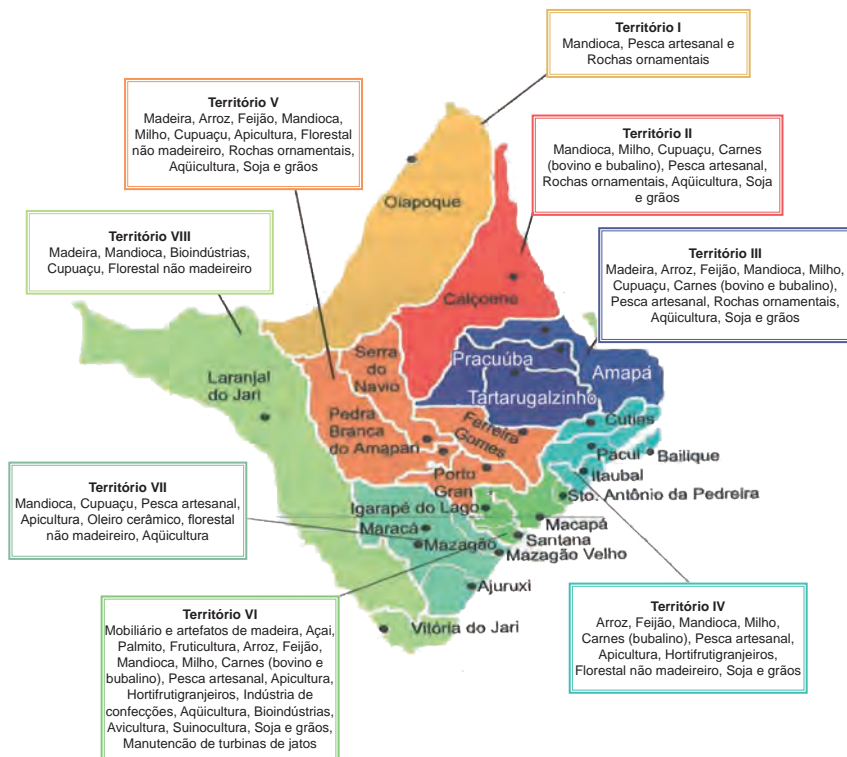 Território I
Mandioca, Pesca artesanal e
Rochas ornamentais
Território V
Madeira, Arroz, Feijão, Mandioca,
Milho, Cupuaçu, Apicultura, Florestal
não madeireiro, Rochas ornamentais,
Aqüicultura, Soja e grãos
Território II
Mandioca, Milho, Cupuaçu, Carnes
(bovino e bubalino), Pesca artesanal,
Rochas ornamentais, Aqüicultura, Soja
e grãos
Território VIII
Madeira, Mandioca, Bioindústrias,
Cupuaçu, Florestal não madeireiro
Território III
Madeira, Arroz, Feijão, Mandioca, Milho,
Cupuaçu, Carnes (bovino e bubalino),
Pesca artesanal, Rochas ornamentais,
Aqüicultura, Soja e grãos
Oiapoque
Calçoene
Serra
do
Navio
Pracuúba
Amapá
Laranjal
do Jari
Tartarugalzinho
Pedra
Branca
do Amapari
Ferreira
Gomes
Cutias
Pacuí
Bailique
Itaubal
Porto
Gran
Sto. Antônio da Pedreira
Igarapé do Lago
Macapá
Maracá
Santana
Mazagão
Mazagão Velho
Ajuruxi
Vitória do Jari
Território VII
Mandioca, Cupuaçu, Pesca artesanal,
Apicultura, Oleiro cerâmico, florestal
não madeireiro, Aqüicultura
Território IV
Arroz, Feijão, Mandioca, Milho,
Carnes (bubalino), Pesca artesanal,
Apicultura, Hortifrutigranjeiros,
Florestal não madeireiro, Soja e grãos
Território VI
Mobiliário e artefatos de madeira, Açai,
Palmito, Fruticultura, Arroz, Feijão,
Mandioca, Milho, Carnes (bovino e
bubalino), Pesca artesanal, Apicultura,
Hortifrutigranjeiros, Indústria de
confecções, Aqüicultura, Bioindústrias,
Avicultura, Suinocultura, Soja e grãos,
Manutencão de turbinas de jatos